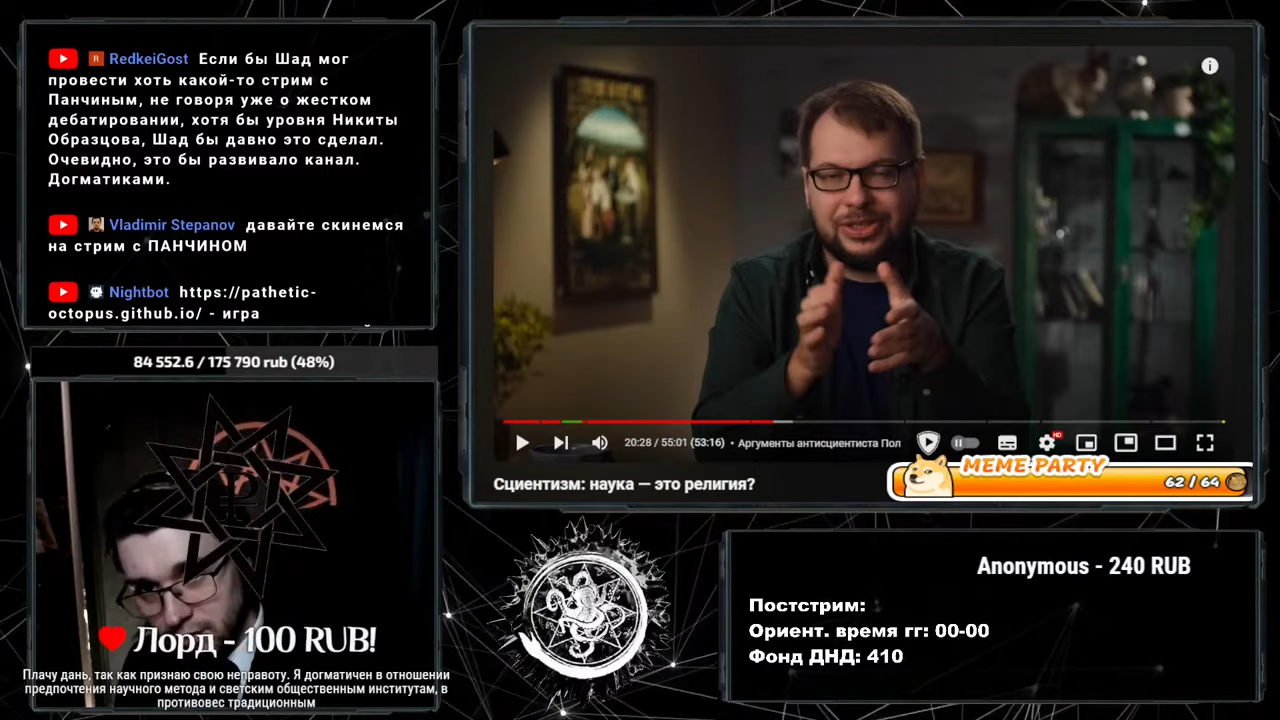 RedkeiGost Если бы Шад мог
провести хоть какой-то стрим с
Панчиным, не говоря уже о жестком
дебатировании, хотя бы уровня Никиты
Образцова, Шад бы давно это сделал.
Очевидно, это бы развивало канал.
Догматиками.
Vladimir Stepanov давайте скинемся
на стрим с ПАНЧИНОМ
Nightbot https://pathetic-
octopus.github.io/ - игра
84 552.6 / 175 790 rub (48%)
Лорд - 100 RUB!
Плачу дань, так как признаю свою неправоту. Я догматичен в отношении
предпочтения научного метода и светским общественным институтам, в
противовес традиционным
20:28 / 55:01 (53:16) • Аргументы антисциентиста Пол
HD
Сциентизм: наука — это религия?
MEME PARTY
62 / 64
Anonymous - 240 RUB
Постстрим:
Ориент. время гг: 00-00
Фонд ДНД: 410